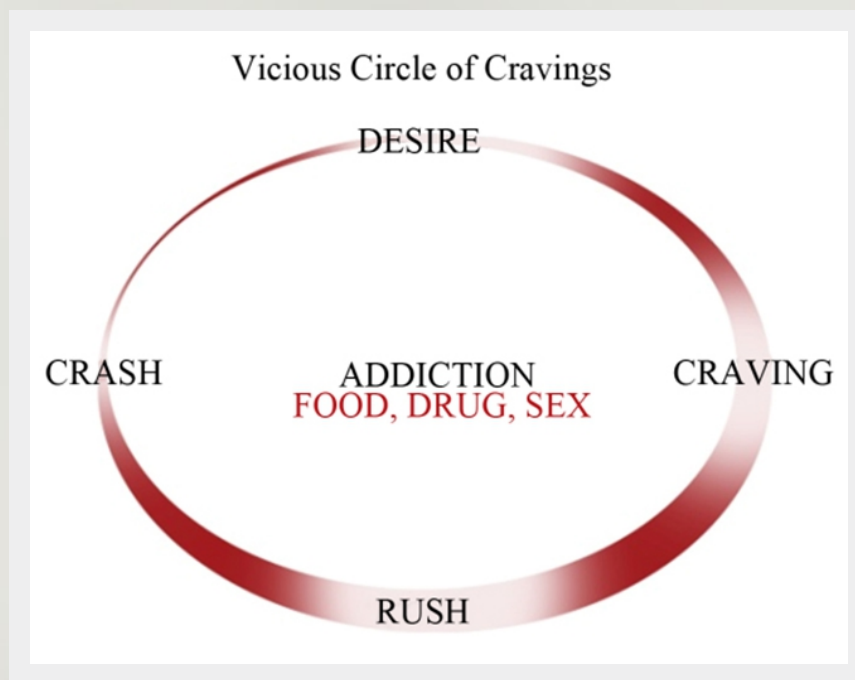 Vicious Circle of Cravings
DESIRE
CRASH
ADDICTION
CRAVING
FOOD, DRUG, SEX
RUSH